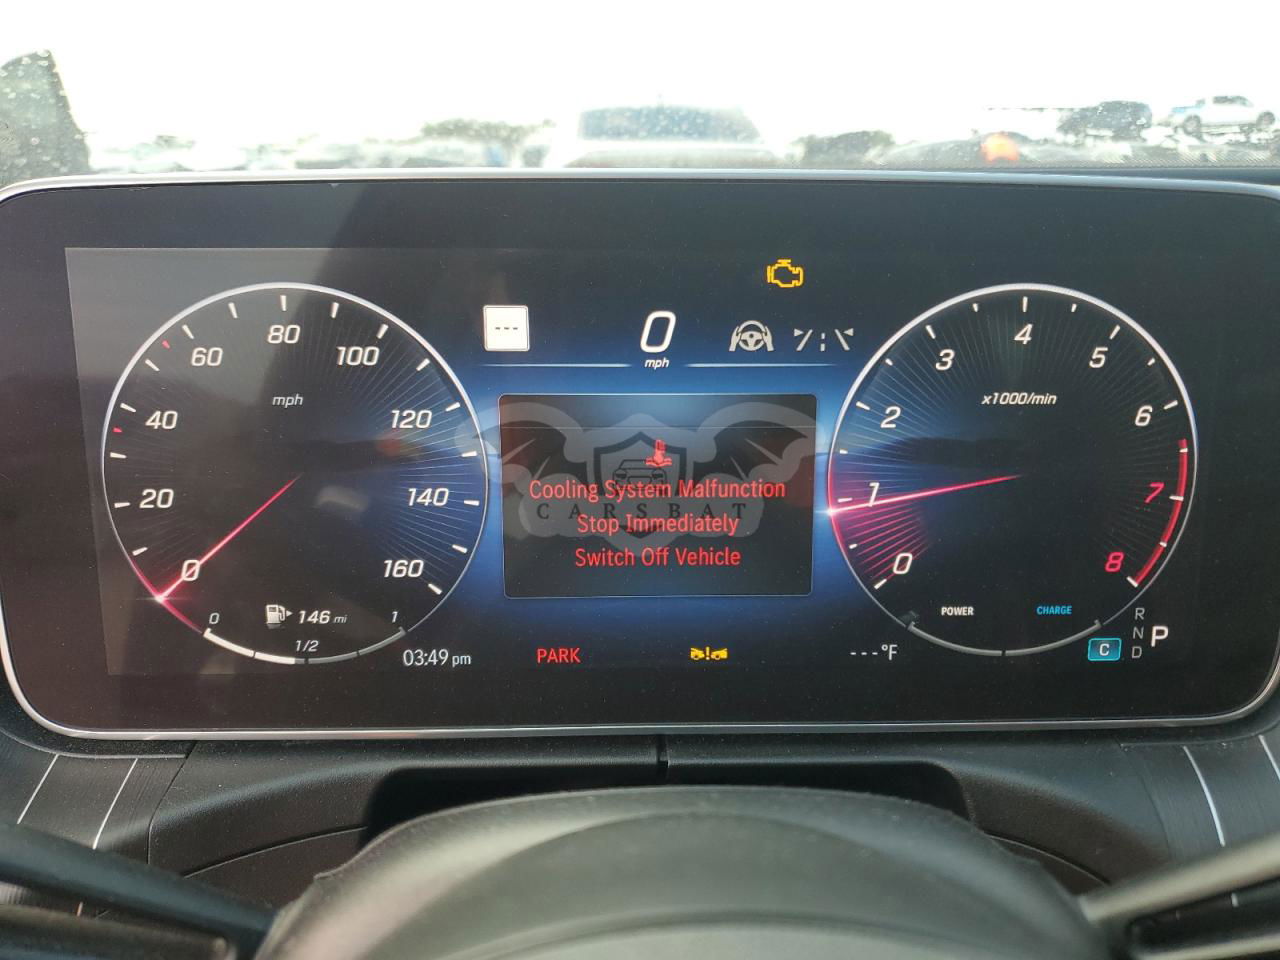 80
60
100
mph
40
120
20
140
0
160
146 mi
0
1
1/2
---
0
mph
Cooling System Malfunction
CARSBAT
Stop Immediately
Switch Off Vehicle
03:49 pm
PARK
---°F
4
3
5
x1000/min
2
6
1
7
0
8
POWER
CHARGE
R
N
P
C
D